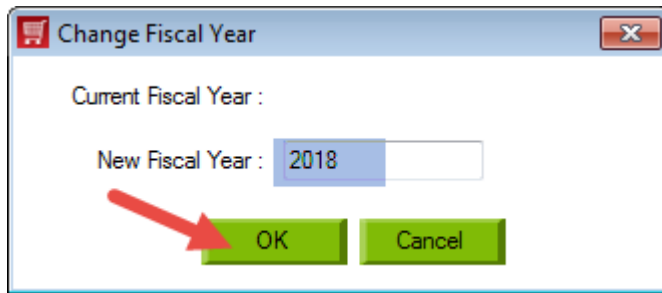 Change Fiscal Year
Current Fiscal Year :
New Fiscal Year : 2018
OK Cancel